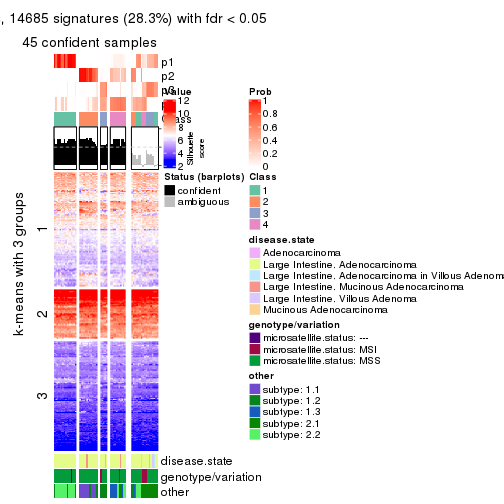 , 14685 signatures (28.3%) with fdr < 0.05
45 confident samples
p1
p2
Value
12
10
8
6
4
2
Prob
1
0.8
0.6
0.4
0.2
0
Silhouette
score
Status (barplots)
confident
ambiguous
Class
1
2
3
4
k-means with 3 groups
1
2
3
disease.state
Adenocarcinoma
Large Intestine. Adenocarcinoma
Large Intestine. Adenocarcinoma in Villous Adenom
Large Intestine. Mucinous Adenocarcinoma
Large Intestine. Villous Adenoma
Mucinous Adenocarcinoma
genotype/variation
microsatellite.status: ---
microsatellite.status: MSI
microsatellite.status: MSS
other
subtype: 1.1
subtype: 1.2
subtype: 1.3
subtype: 2.1
subtype: 2.2
disease.state
genotype/variation
other